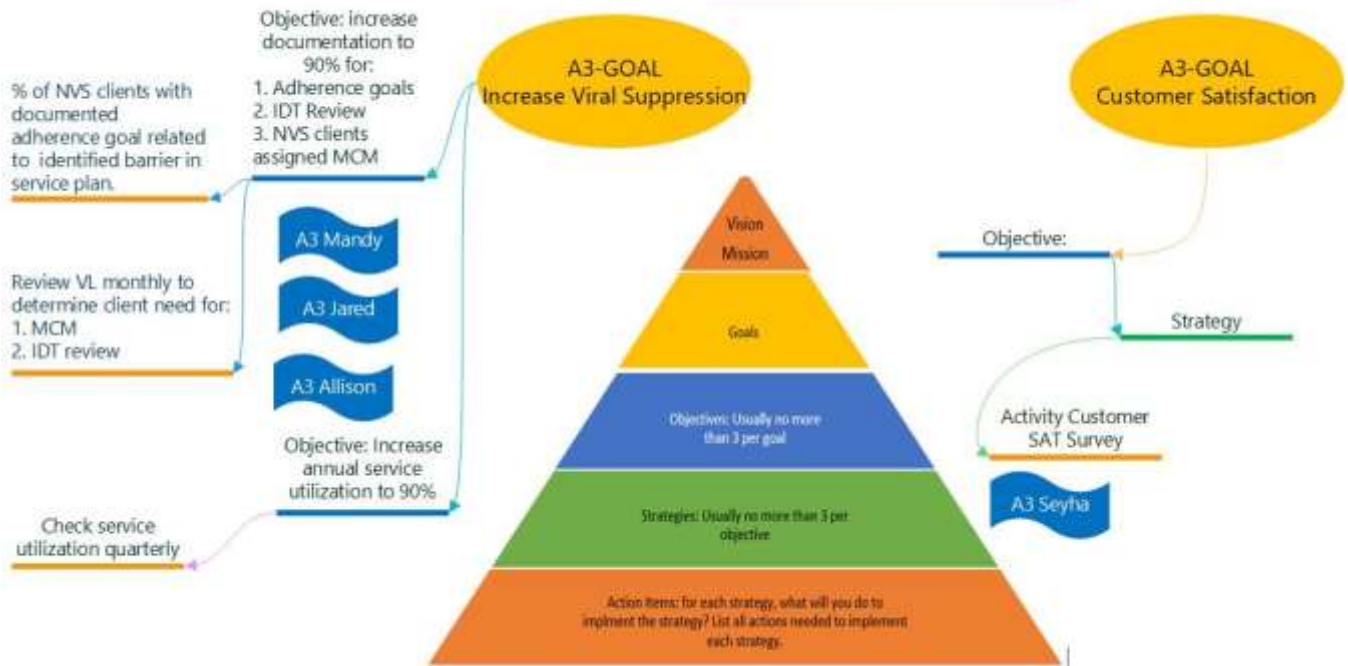 Objective: increase
documentation to
90% for:
1. Adherence goals
2. IDT Review
3. NVS clients
assigned MCM
A3-GOAL
Increase Viral Suppression
A3-GOAL
Customer Satisfaction
% of NVS clients with
documented
adherence goal related
to identified barrier in
service plan.
A3 Mandy
Review VL monthly to
determine client need for:
1. MCM
2. IDT review
A3 Jared
A3 Allison
Objective: Increase
annual service
utilization to 90%
Check service
utilization quarterly
Vision
Mission
Goals
Objectives: Usually no more
than 3 per goal
Strategies: Usually no more than 3 per
objective
Action Items: for each strategy, what will you do to
implment the strategy? List all actions needed to implement
each strategy.
Objective:
Strategy
Activity Customer
SAT Survey
A3 Seyha